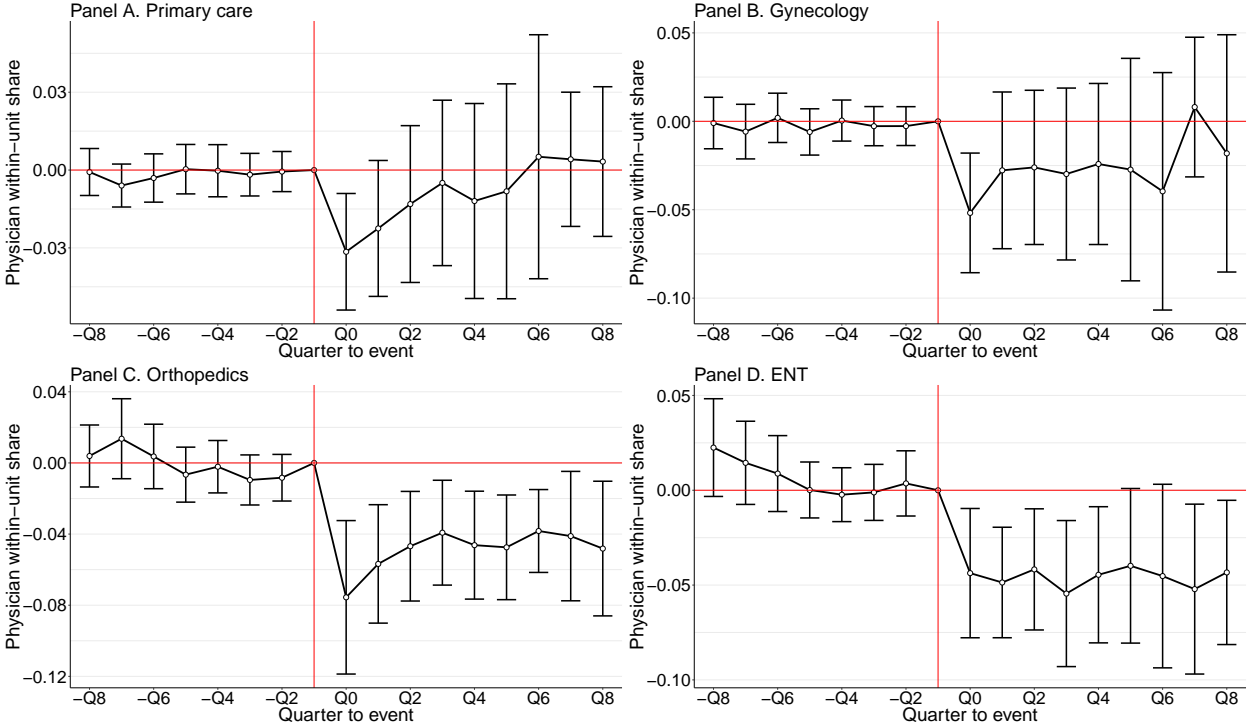 Panel A. Primary care
Physician within−unit share
0.03
0.00
−0.03
−Q8 −Q6 −Q4 −Q2 Q0 Q2 Q4 Q6 Q8
Quarter to event
Panel B. Gynecology
Physician within−unit share
0.05
0.00
−0.05
−0.10
−Q8 −Q6 −Q4 −Q2 Q0 Q2 Q4 Q6 Q8
Quarter to event
Panel C. Orthopedics
Physician within−unit share
0.04
0.00
−0.04
−0.08
−0.12
−Q8 −Q6 −Q4 −Q2 Q0 Q2 Q4 Q6 Q8
Quarter to event
Panel D. ENT
Physician within−unit share
0.05
0.00
−0.05
−0.10
−Q8 −Q6 −Q4 −Q2 Q0 Q2 Q4 Q6 Q8
Quarter to event